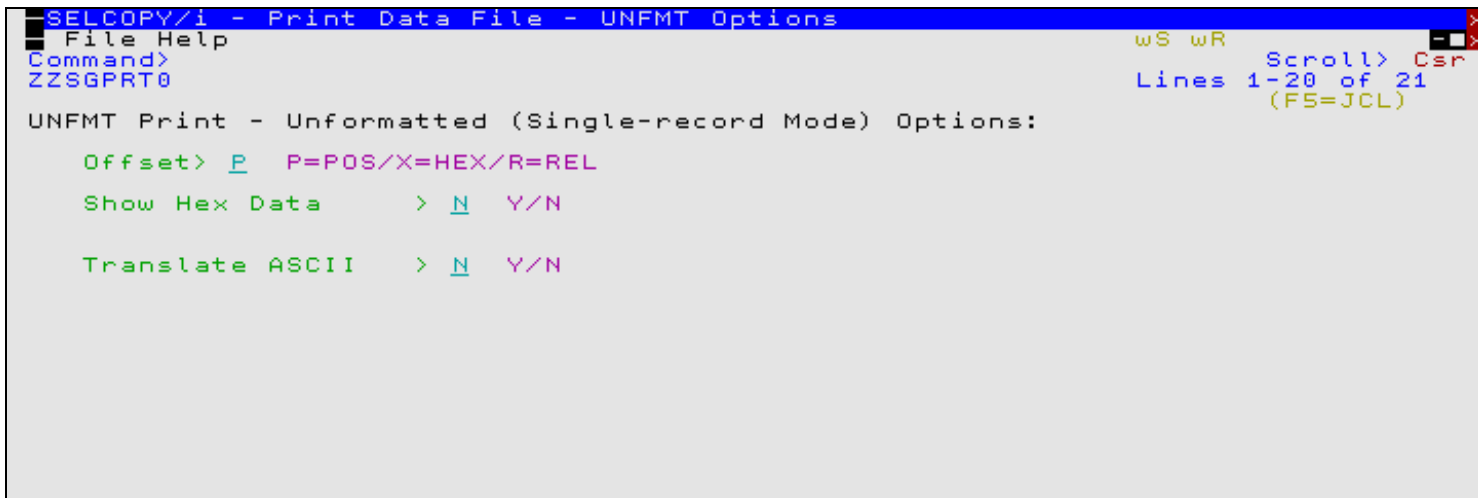 SELCOPY/i - Print Data File - UNFMT Options
File Help wS wR
Command> Scroll> Csr
ZZSGPRT0 Lines 1-20 of 21
(F5=JCL)
UNFMT Print - Unformatted (Single-record Mode) Options:
Offset> P P=POS/X=HEX/R=REL
Show Hex Data > N Y/N
Translate ASCII > N Y/N